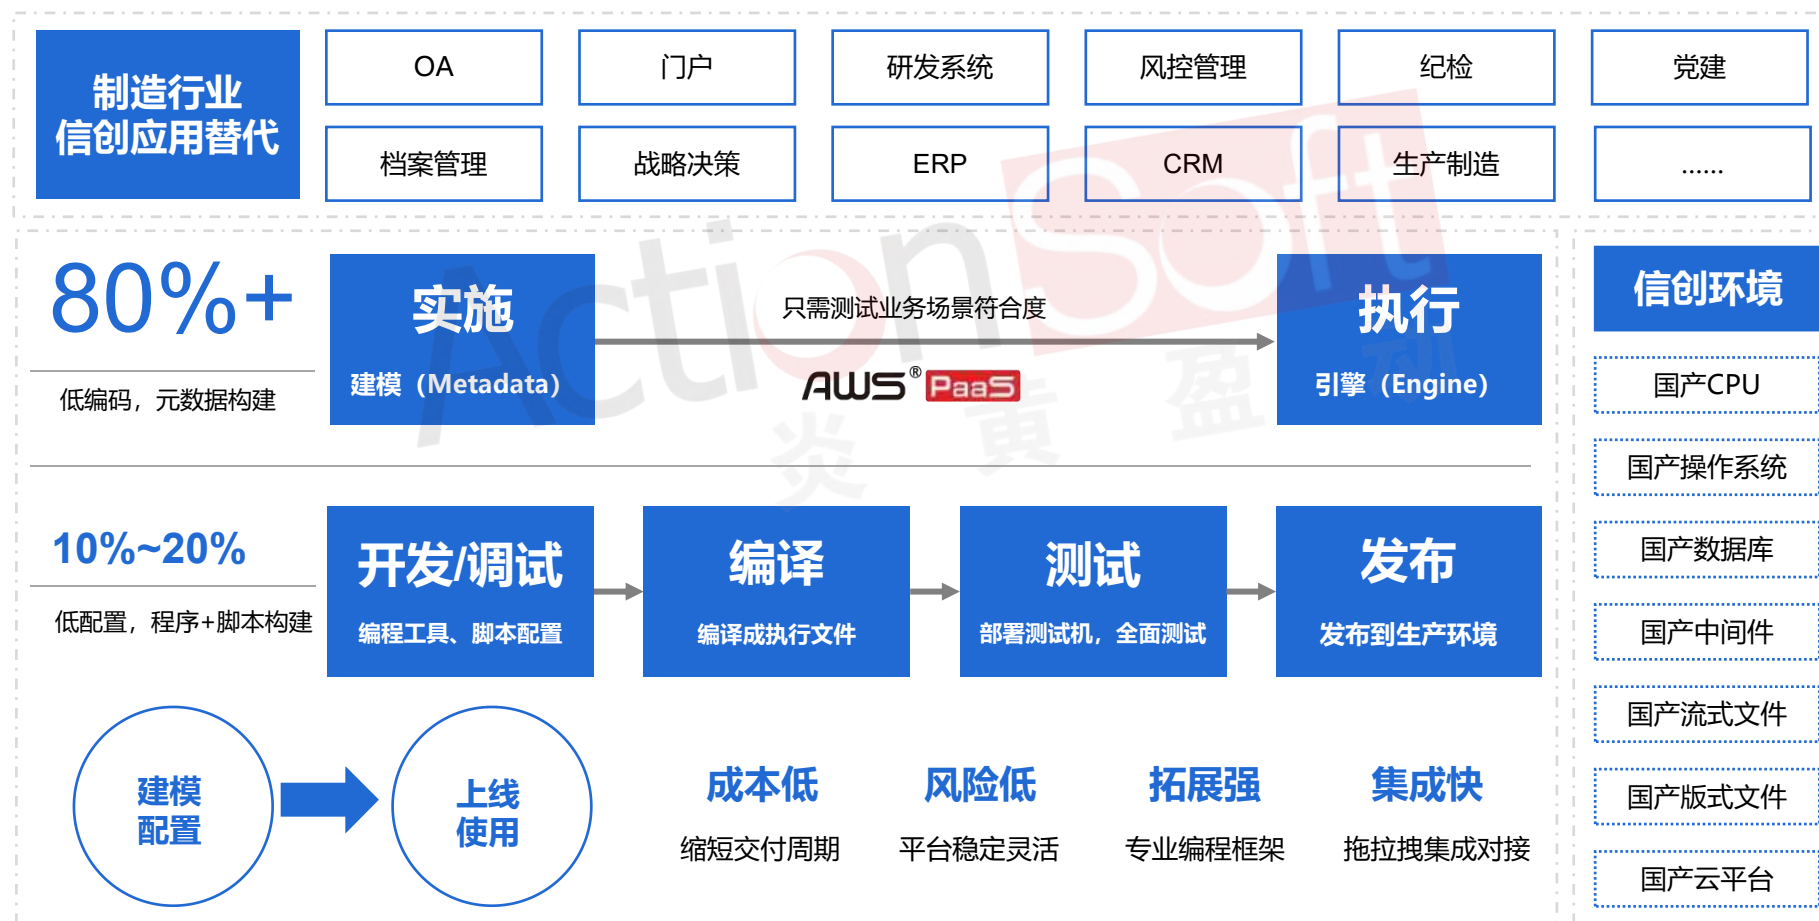 制造行业
信创应用替代
OA
门户
研发系统
风控管理
纪检
党建
档案管理
战略决策
ERP
CRM
生产制造
......
80%+
低编码，元数据构建
实施
建模（Metadata）
只需测试业务场景符合度
AWS® PaaS
执行
引擎（Engine）
10%~20%
低配置，程序+脚本构建
开发/调试
编程工具、脚本配置
编译
编译成执行文件
测试
部署测试机，全面测试
发布
发布到生产环境
建模
配置
上线
使用
成本低
缩短交付周期
风险低
平台稳定灵活
拓展强
专业编程框架
集成快
拖拉拽集成对接
信创环境
国产CPU
国产操作系统
国产数据库
国产中间件
国产流式文件
国产版式文件
国产云平台
ActionSoft
炎黄盈动